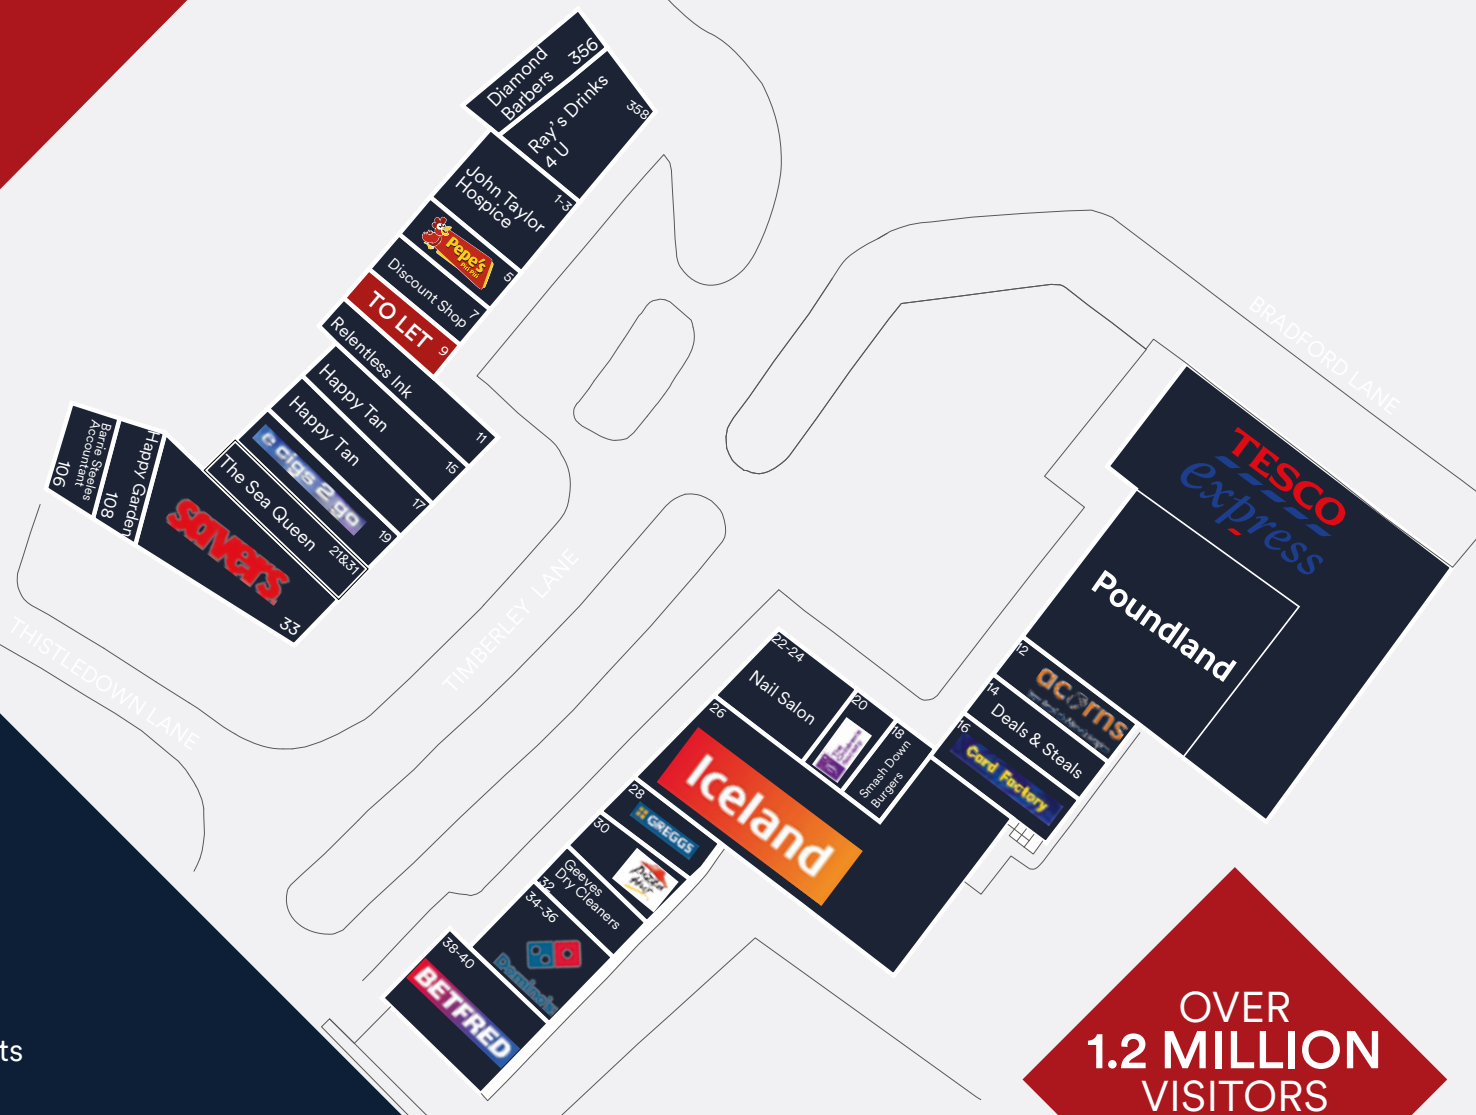 Diamond
Barbers
356
Ray's Drinks
4 U
358
John Taylor
Hospice
1-3
Pepe's
Piri Piri
5
Discount Shop
7
TO LET
9
Relentless Ink
11
Happy Tan
15
Happy Tan
17
e cigs 2 go
19
The Sea Queen
21&31
savers
33
Happy Garden
108
Barrie Steeles
Accountant
106
THISTLEDOWN LANE
TIMBERLEY LANE
BRADFORD LANE
TESCO
express
Poundland
12
acorns
14
Deals & Steals
16
Card Factory
18
Smash Down
Burgers
20
22-24
Nail Salon
26
Iceland
28
GREGGS
30
Pizza
Hut
Geeves
Dry Cleaners
32
34-36
Domino's
38-40
BETFRED
ts
OVER
1.2 MILLION
VISITORS